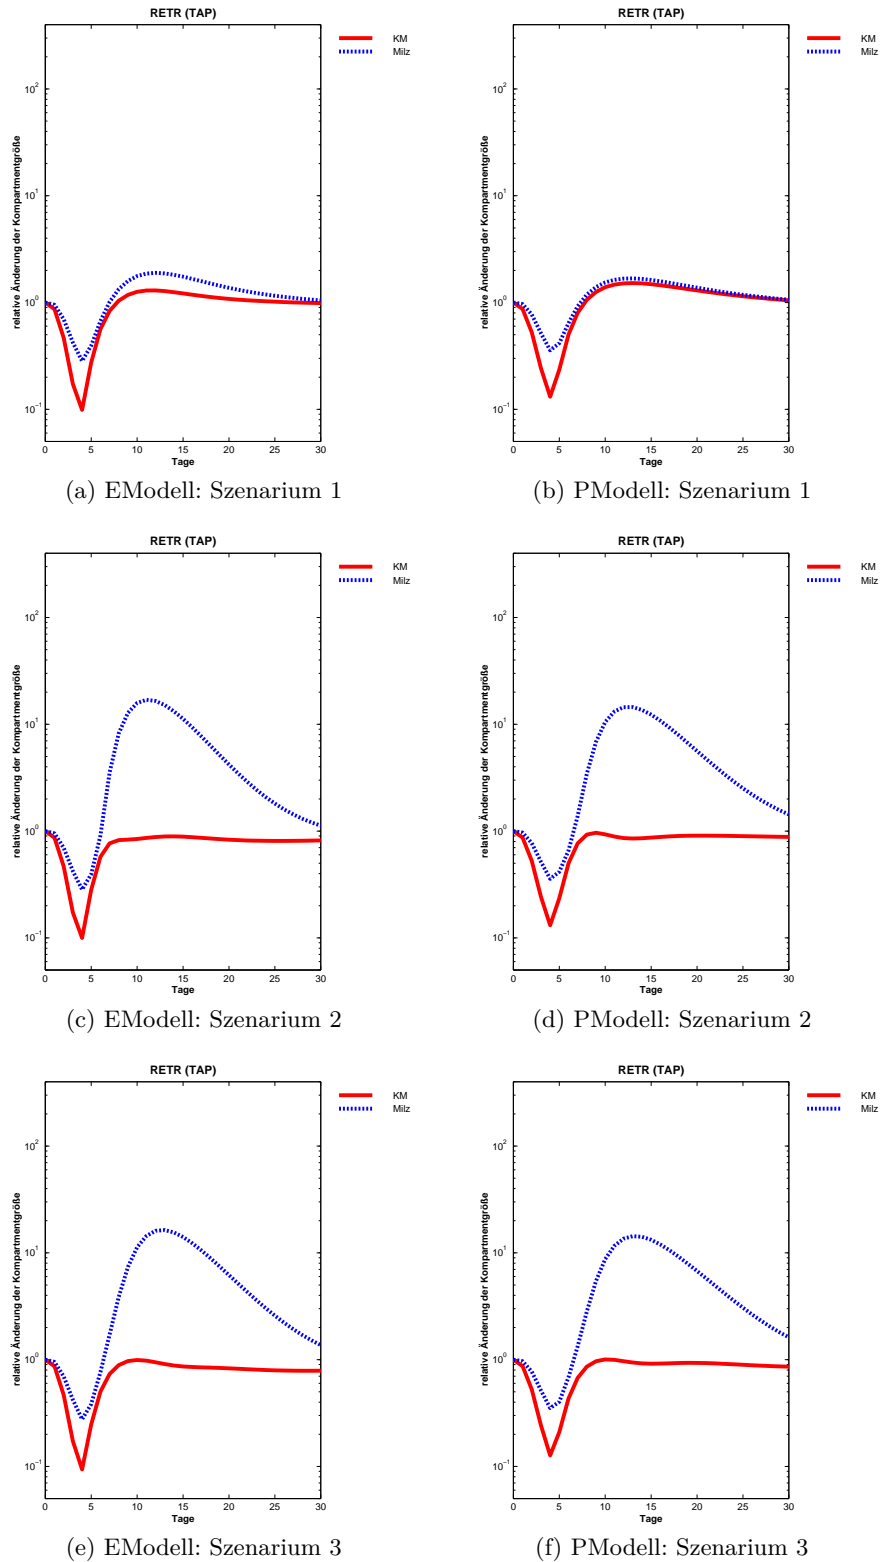 RETR (TAP)
KM
Milz
relative Änderung der Kompartmentgröße
10^2
10^1
10^0
10^-1
0 5 10 15 20 25 30
Tage
(a) EModell: Szenarium 1
RETR (TAP)
KM
Milz
relative Änderung der Kompartmentgröße
10^2
10^1
10^0
10^-1
0 5 10 15 20 25 30
Tage
(b) PModell: Szenarium 1
RETR (TAP)
KM
Milz
relative Änderung der Kompartmentgröße
10^2
10^1
10^0
10^-1
0 5 10 15 20 25 30
Tage
(c) EModell: Szenarium 2
RETR (TAP)
KM
Milz
relative Änderung der Kompartmentgröße
10^2
10^1
10^0
10^-1
0 5 10 15 20 25 30
Tage
(d) PModell: Szenarium 2
RETR (TAP)
KM
Milz
relative Änderung der Kompartmentgröße
10^2
10^1
10^0
10^-1
0 5 10 15 20 25 30
Tage
(e) EModell: Szenarium 3
RETR (TAP)
KM
Milz
relative Änderung der Kompartmentgröße
10^2
10^1
10^0
10^-1
0 5 10 15 20 25 30
Tage
(f) PModell: Szenarium 3